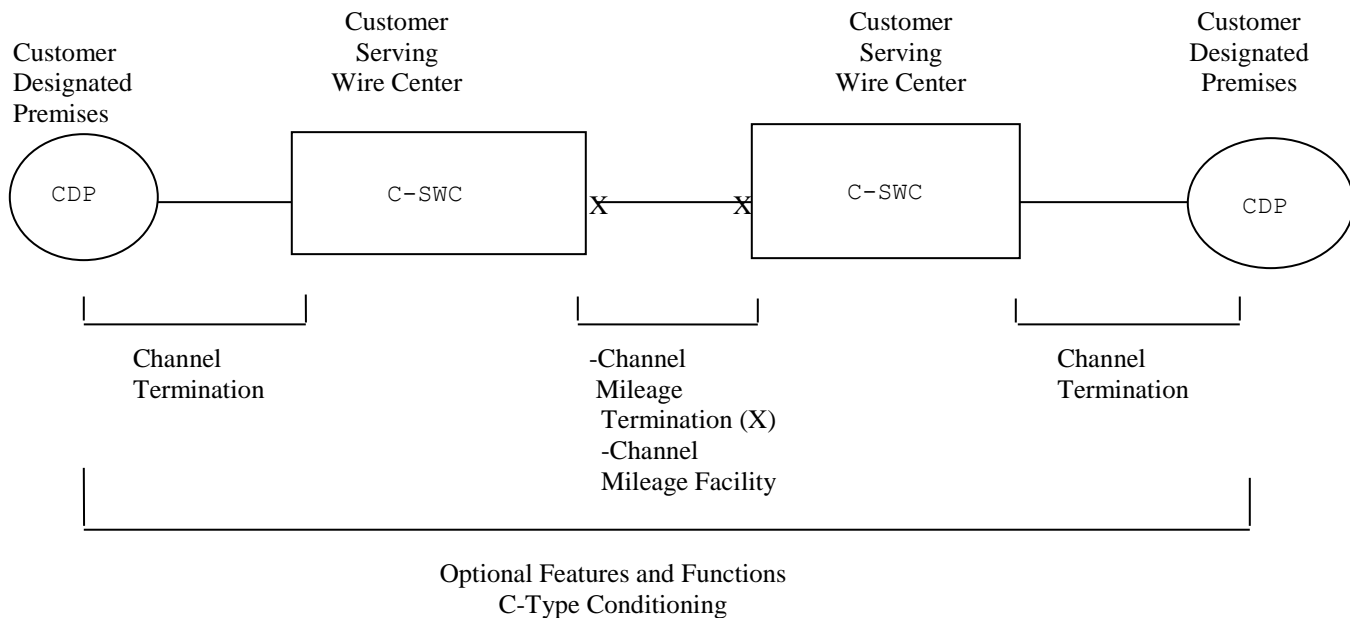 Customer
Designated
Premises
Customer
Serving
Wire Center
Customer
Serving
Wire Center
Customer
Designated
Premises
CDP
C-SWC
X
X
C-SWC
CDP
Channel
Termination
-Channel
Mileage
Termination (X)
-Channel
Mileage Facility
Channel
Termination
Optional Features and Functions
C-Type Conditioning